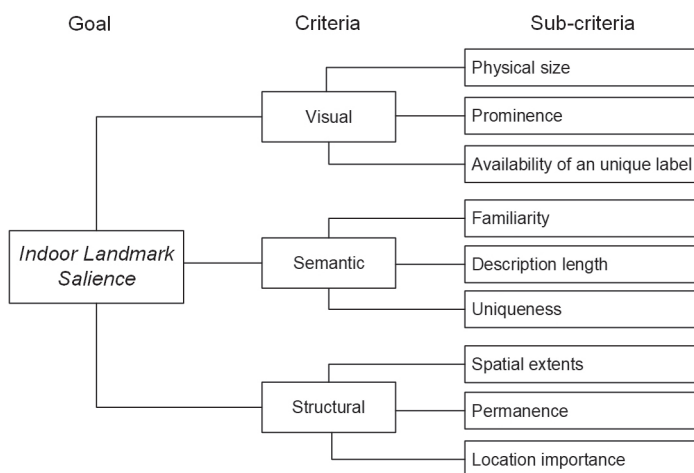 Goal
Criteria
Sub-criteria
Physical size
Visual
Prominence
Availability of an unique label
Familiarity
Indoor Landmark
Salience
Semantic
Description length
Uniqueness
Spatial extents
Structural
Permanence
Location importance